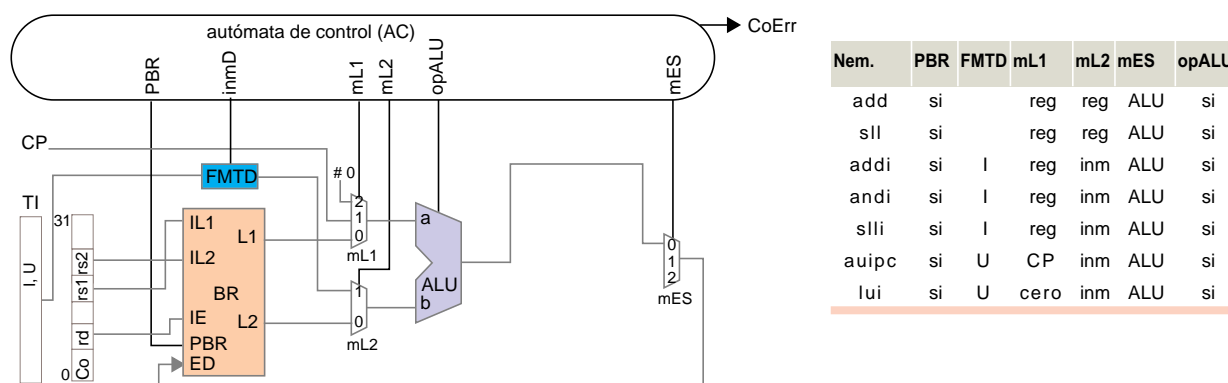 autómata de control (AC)
CoErr
PBR
inmD
mL1
mL2
opALU
mES
CP
FMTD
# 0
TI
31
I, U
rs2
rs1
rd
Co
0
IL1
IL2
L1
BR
IE
L2
PBR
ED
2
1
0
mL1
1
0
mL2
a
ALU
b
0
1
2
mES
Nem. PBR FMTD mL1 mL2 mES opALU
add si reg reg ALU si
sll si reg reg ALU si
addi si I reg inm ALU si
andi si I reg inm ALU si
slli si I reg inm ALU si
auipc si U CP inm ALU si
lui si U cero inm ALU si